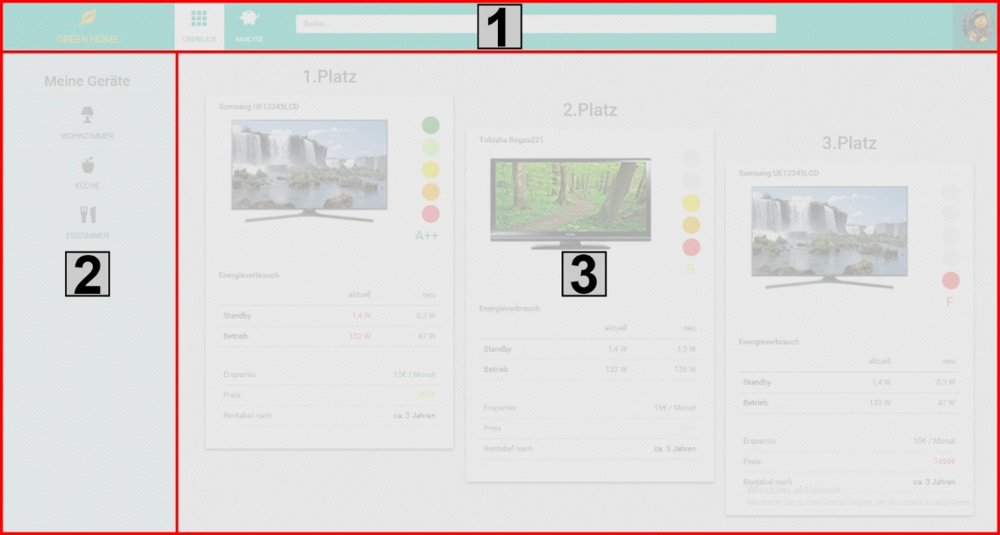 GREEN HOME
ÜBERBLICK
ANALYSE
Suche...
1
Meine Geräte
WOHNZIMMER
KÜCHE
ESSZIMMER
2
1.Platz
Sumsang UE12345LCD
A++
Energieverbrauch
aktuell neu
Standby 1,4 W 0,3 W
Betrieb 132 W 47 W
Ersparnis 15€ / Monat
Preis
Rentabel nach ca. 3 Jahren
2.Platz
Tobisha Regza221
3
B
Energieverbrauch
aktuell neu
Standby 1,4 W 1,3 W
Betrieb 132 W 126 W
Ersparnis 15€ / Monat
Preis
Rentabel nach ca. 3 Jahren
3.Platz
Sumsang UE12345LCD
F
Energieverbrauch
aktuell neu
Standby 1,4 W 0,3 W
Betrieb 132 W 47 W
Ersparnis 15€ / Monat
Preis 1499€
Rentabel nach ca. 3 Jahren
Windows aktivieren
Wechseln Sie zu den Einstellungen, um Windows zu aktivieren.